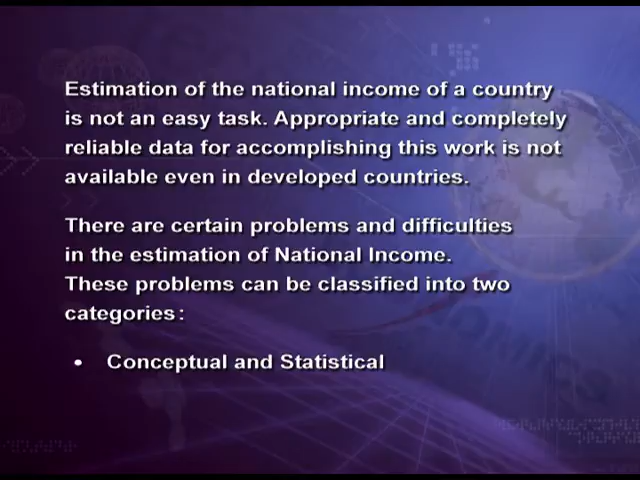 Estimation of the national income of a country
is not an easy task. Appropriate and completely
reliable data for accomplishing this work is not
available even in developed countries.
There are certain problems and difficulties
in the estimation of National Income.
These problems can be classified into two
categories:
• Conceptual and Statistical